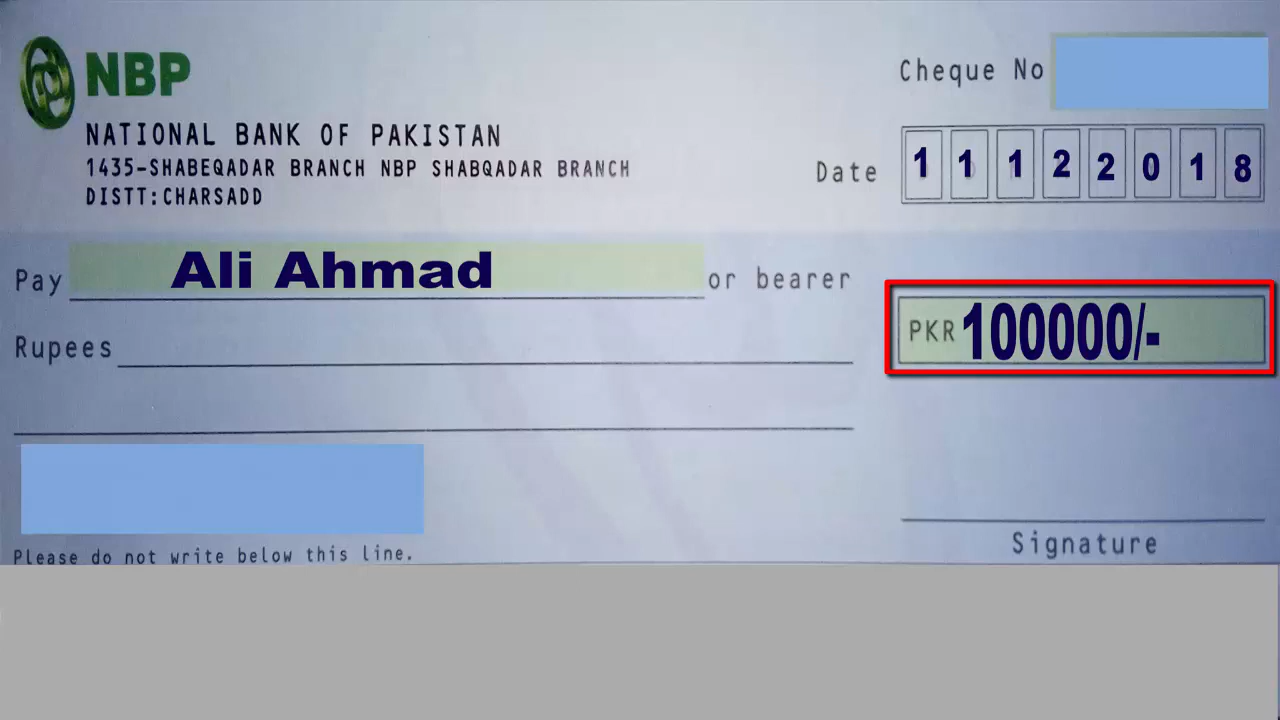 NBP
Cheque No
NATIONAL BANK OF PAKISTAN
1435-SHABEQADAR BRANCH NBP SHABQADAR BRANCH
DISTT:CHARSADD
Date 1 1 1 2 2 0 1 8
Pay Ali Ahmad or bearer
PKR 100000/-
Rupees
Signature
Please do not write below this line.